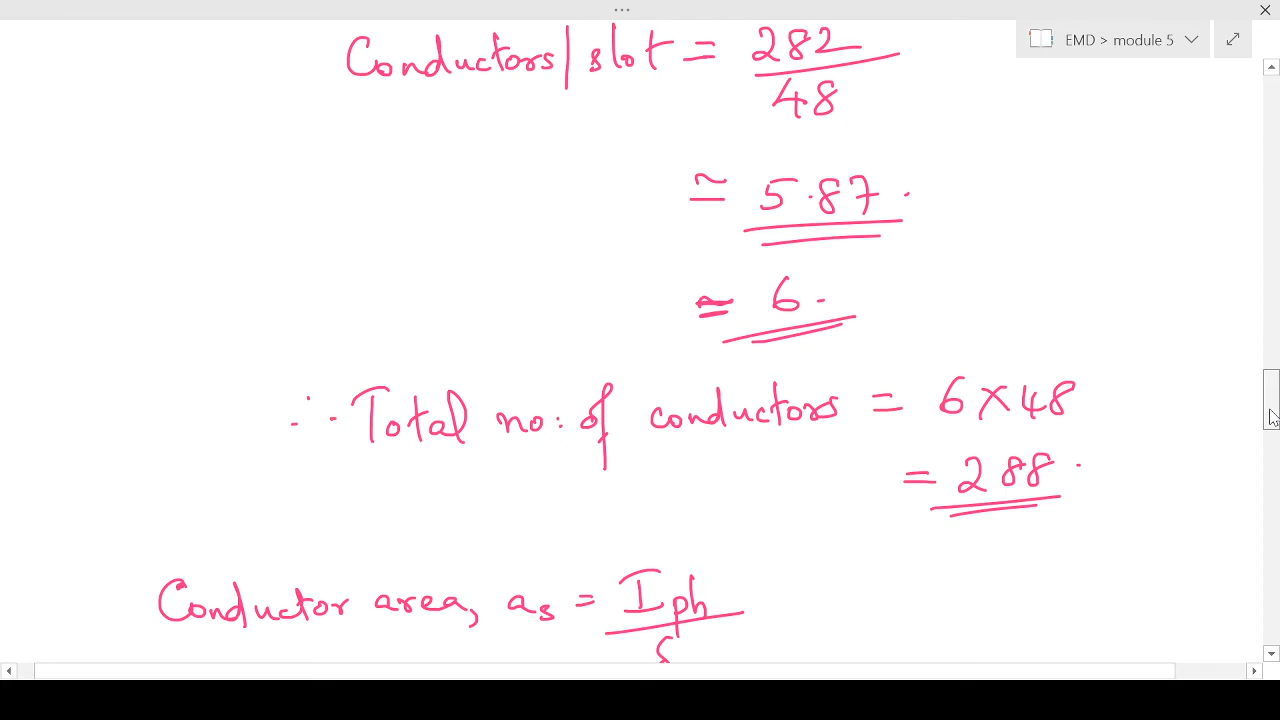 EMD > module 5
Conductors/slot = 282/48
≃ 5.87.
≃ 6.
∴ Total no: of conductors = 6×48
= 288.
Conductor area, as = Iph/δ